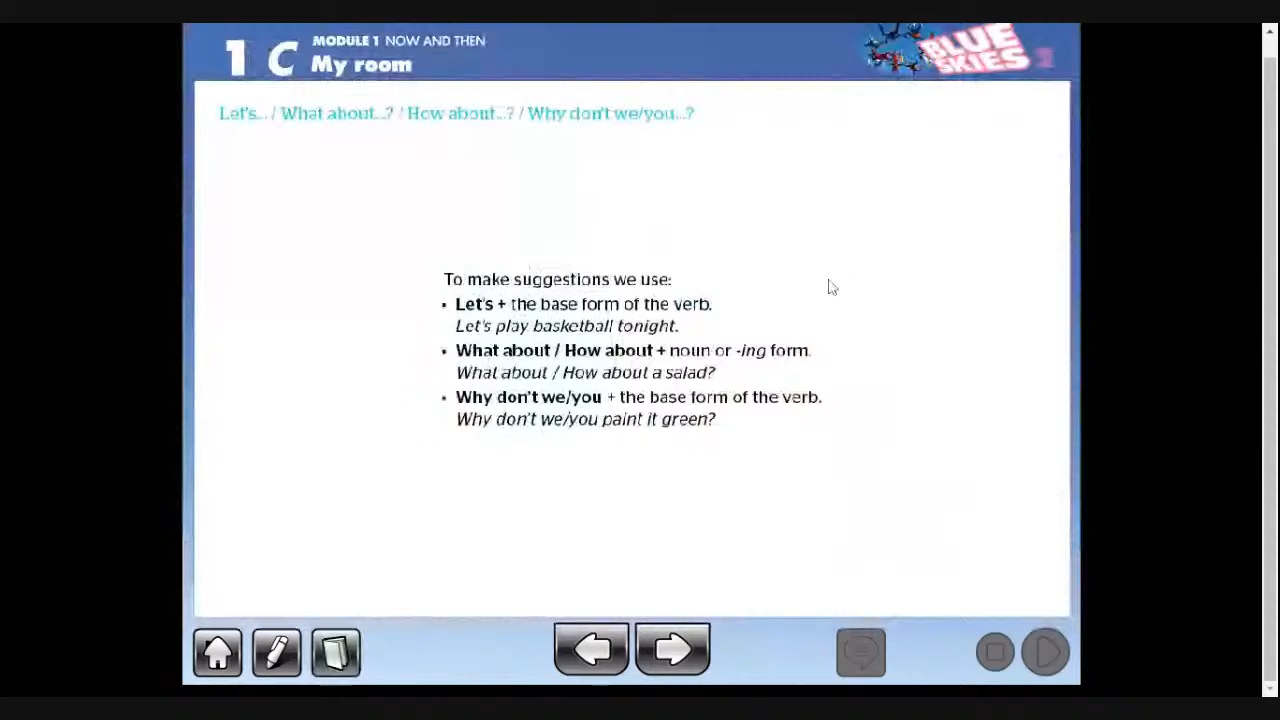 1 C
MODULE 1 NOW AND THEN
My room
BLUE
SKIES
Let's... / What about...? / How about...? / Why don't we/you...?
To make suggestions we use:
• Let's + the base form of the verb.
Let's play basketball tonight.
• What about / How about + noun or -ing form.
What about / How about a salad?
• Why don't we/you + the base form of the verb.
Why don't we/you paint it green?